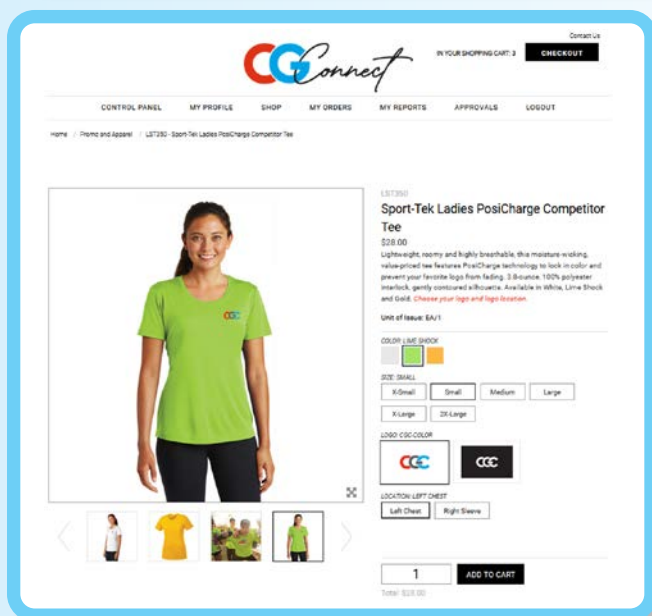 Contact Us
CG Connect
IN YOUR SHOPPING CART: 3
CHECKOUT
CONTROL PANEL
MY PROFILE
SHOP
MY ORDERS
MY REPORTS
APPROVALS
LOGOUT
Home / Promo and Apparel / LST350 - Sport-Tek Ladies PosiCharge Competitor Tee
CGC
LST350
Sport-Tek Ladies PosiCharge Competitor
Tee
$28.00
Lightweight, roomy and highly breathable, this moisture-wicking,
value-priced tee features PosiCharge technology to lock in color and
prevent your favorite logo from fading. 3.8-ounce, 100% polyester
interlock, gently contoured silhouette. Available in White, Lime Shock
and Gold. Choose your logo and logo location.
Unit of Issue: EA/1
COLOR: LIME SHOCK
SIZE: SMALL
X-Small
Small
Medium
Large
X-Large
2X-Large
LOGO: CGC-COLOR
CGC
CGC
LOCATION: LEFT CHEST
Left Chest
Right Sleeve
1
ADD TO CART
Total $28.00